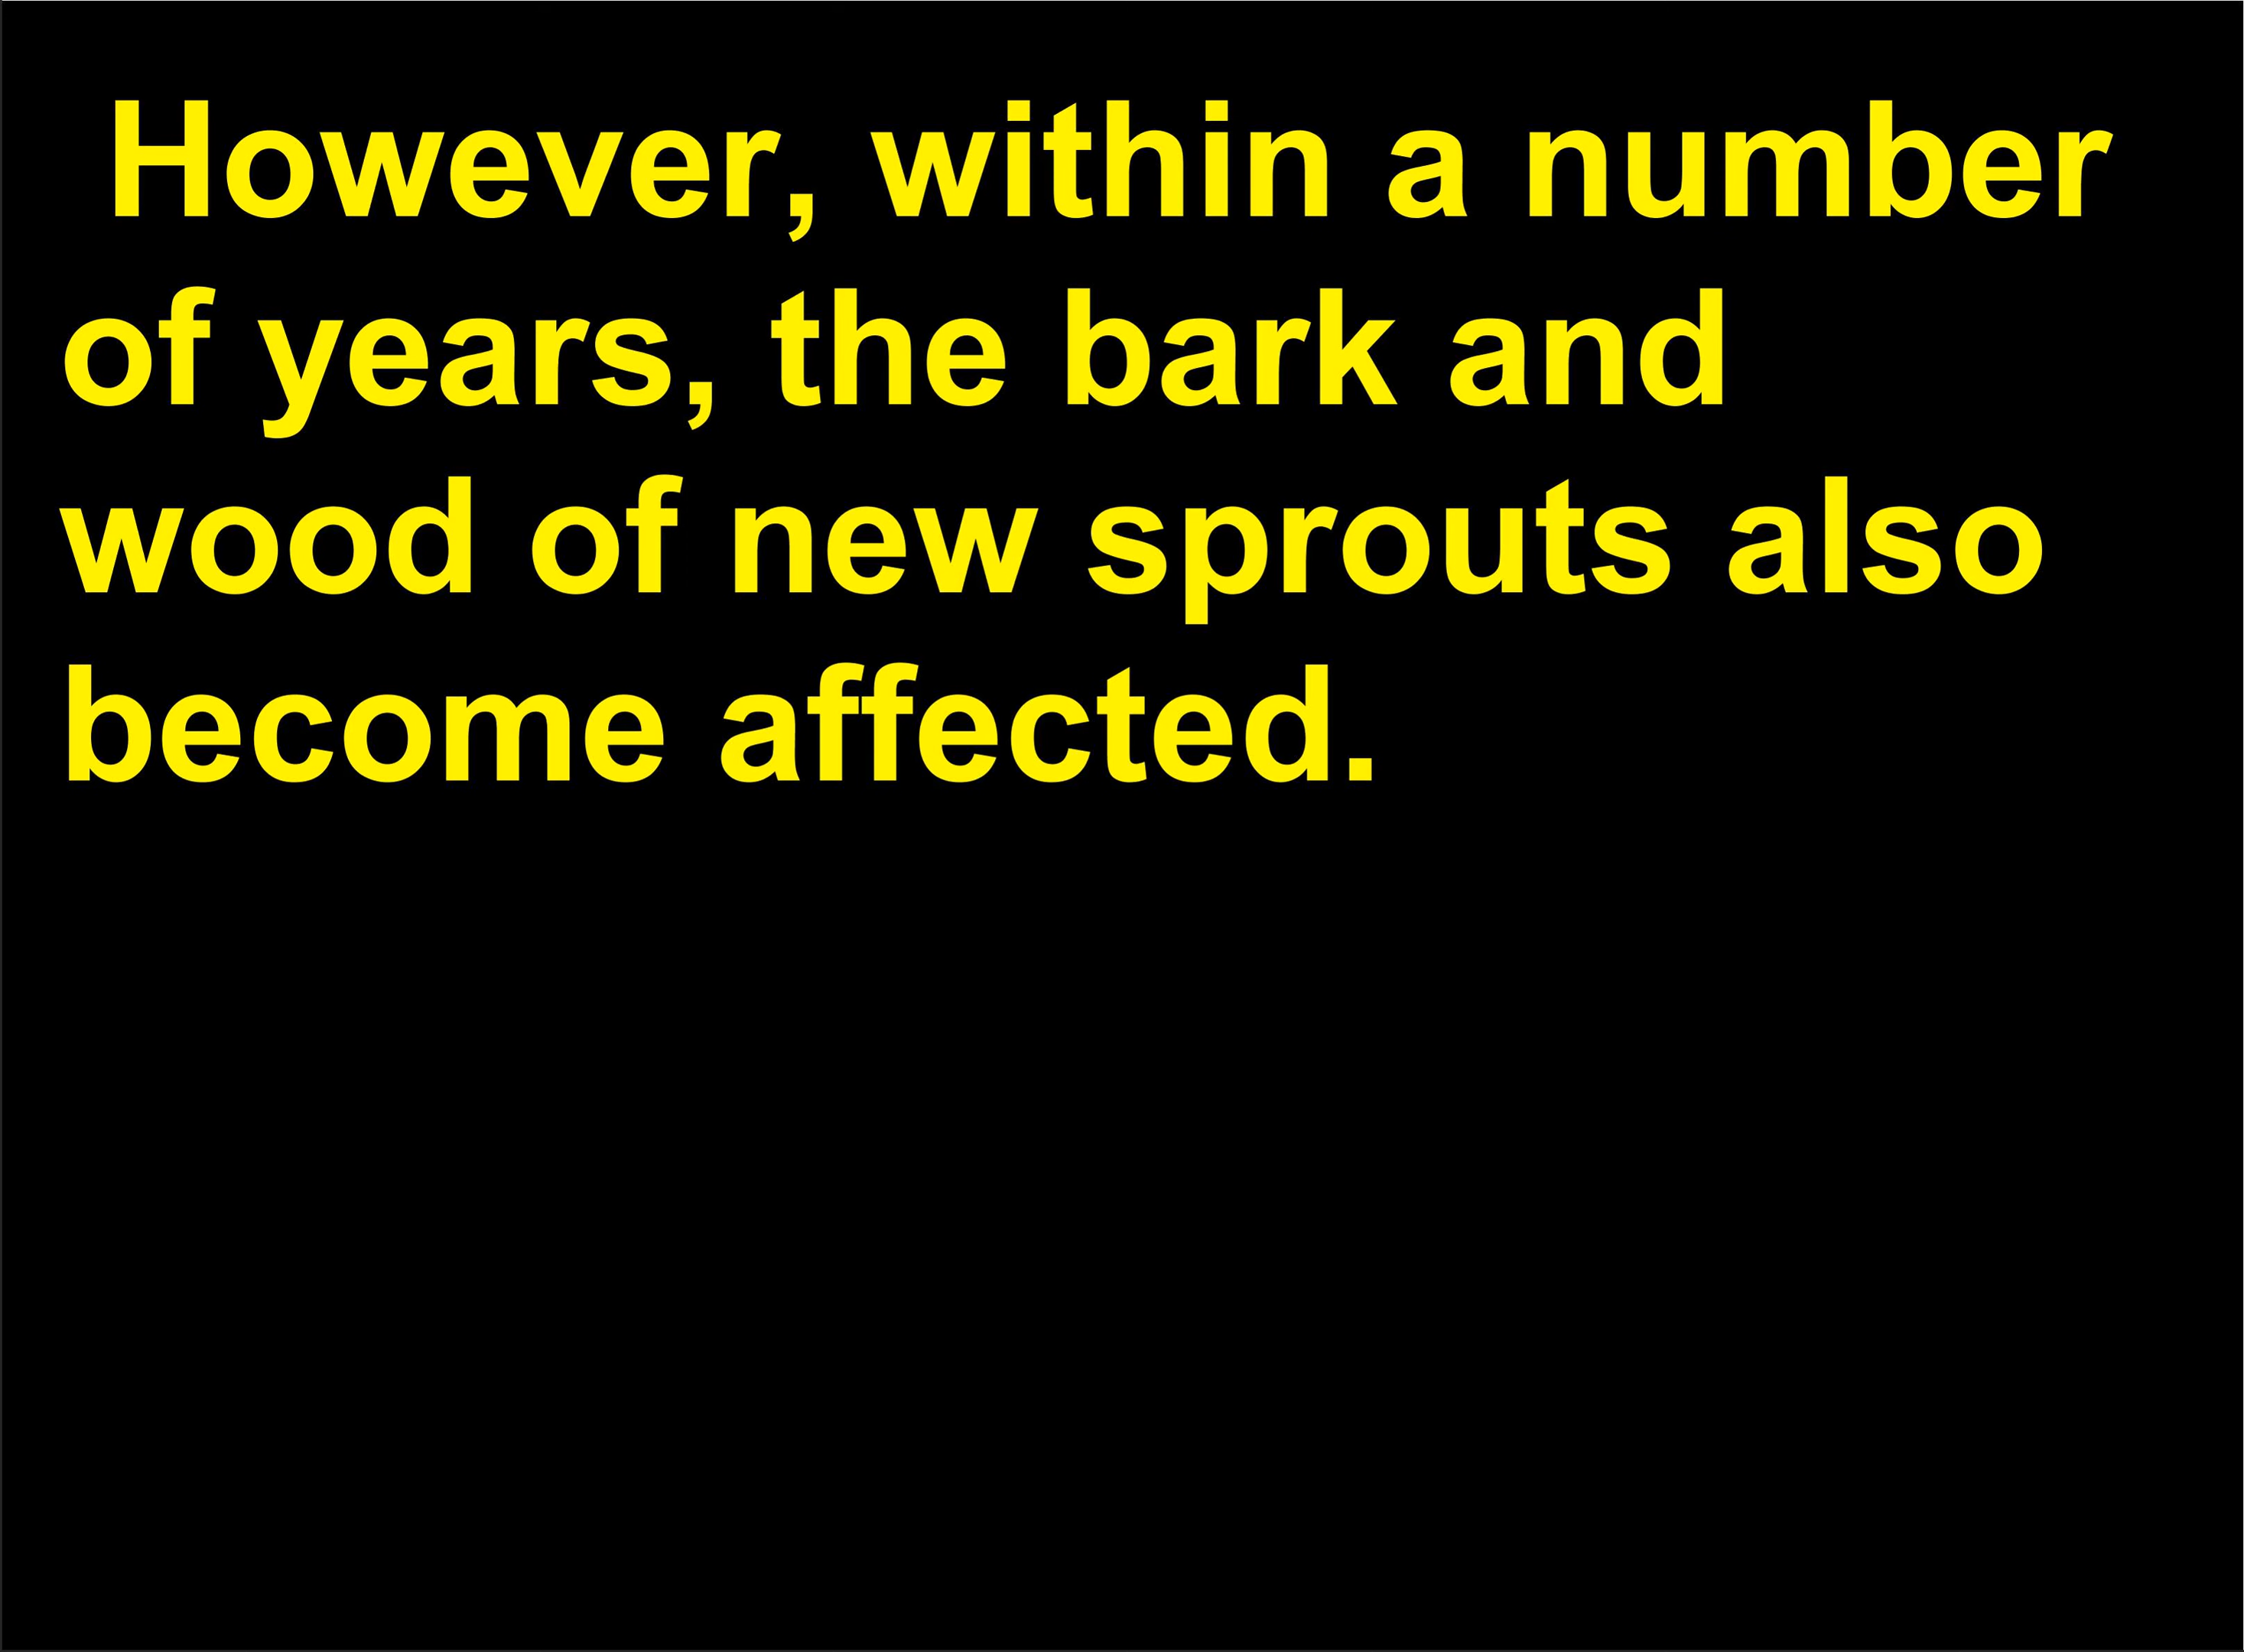 However, within a number
of years, the bark and
wood of new sprouts also
become affected.